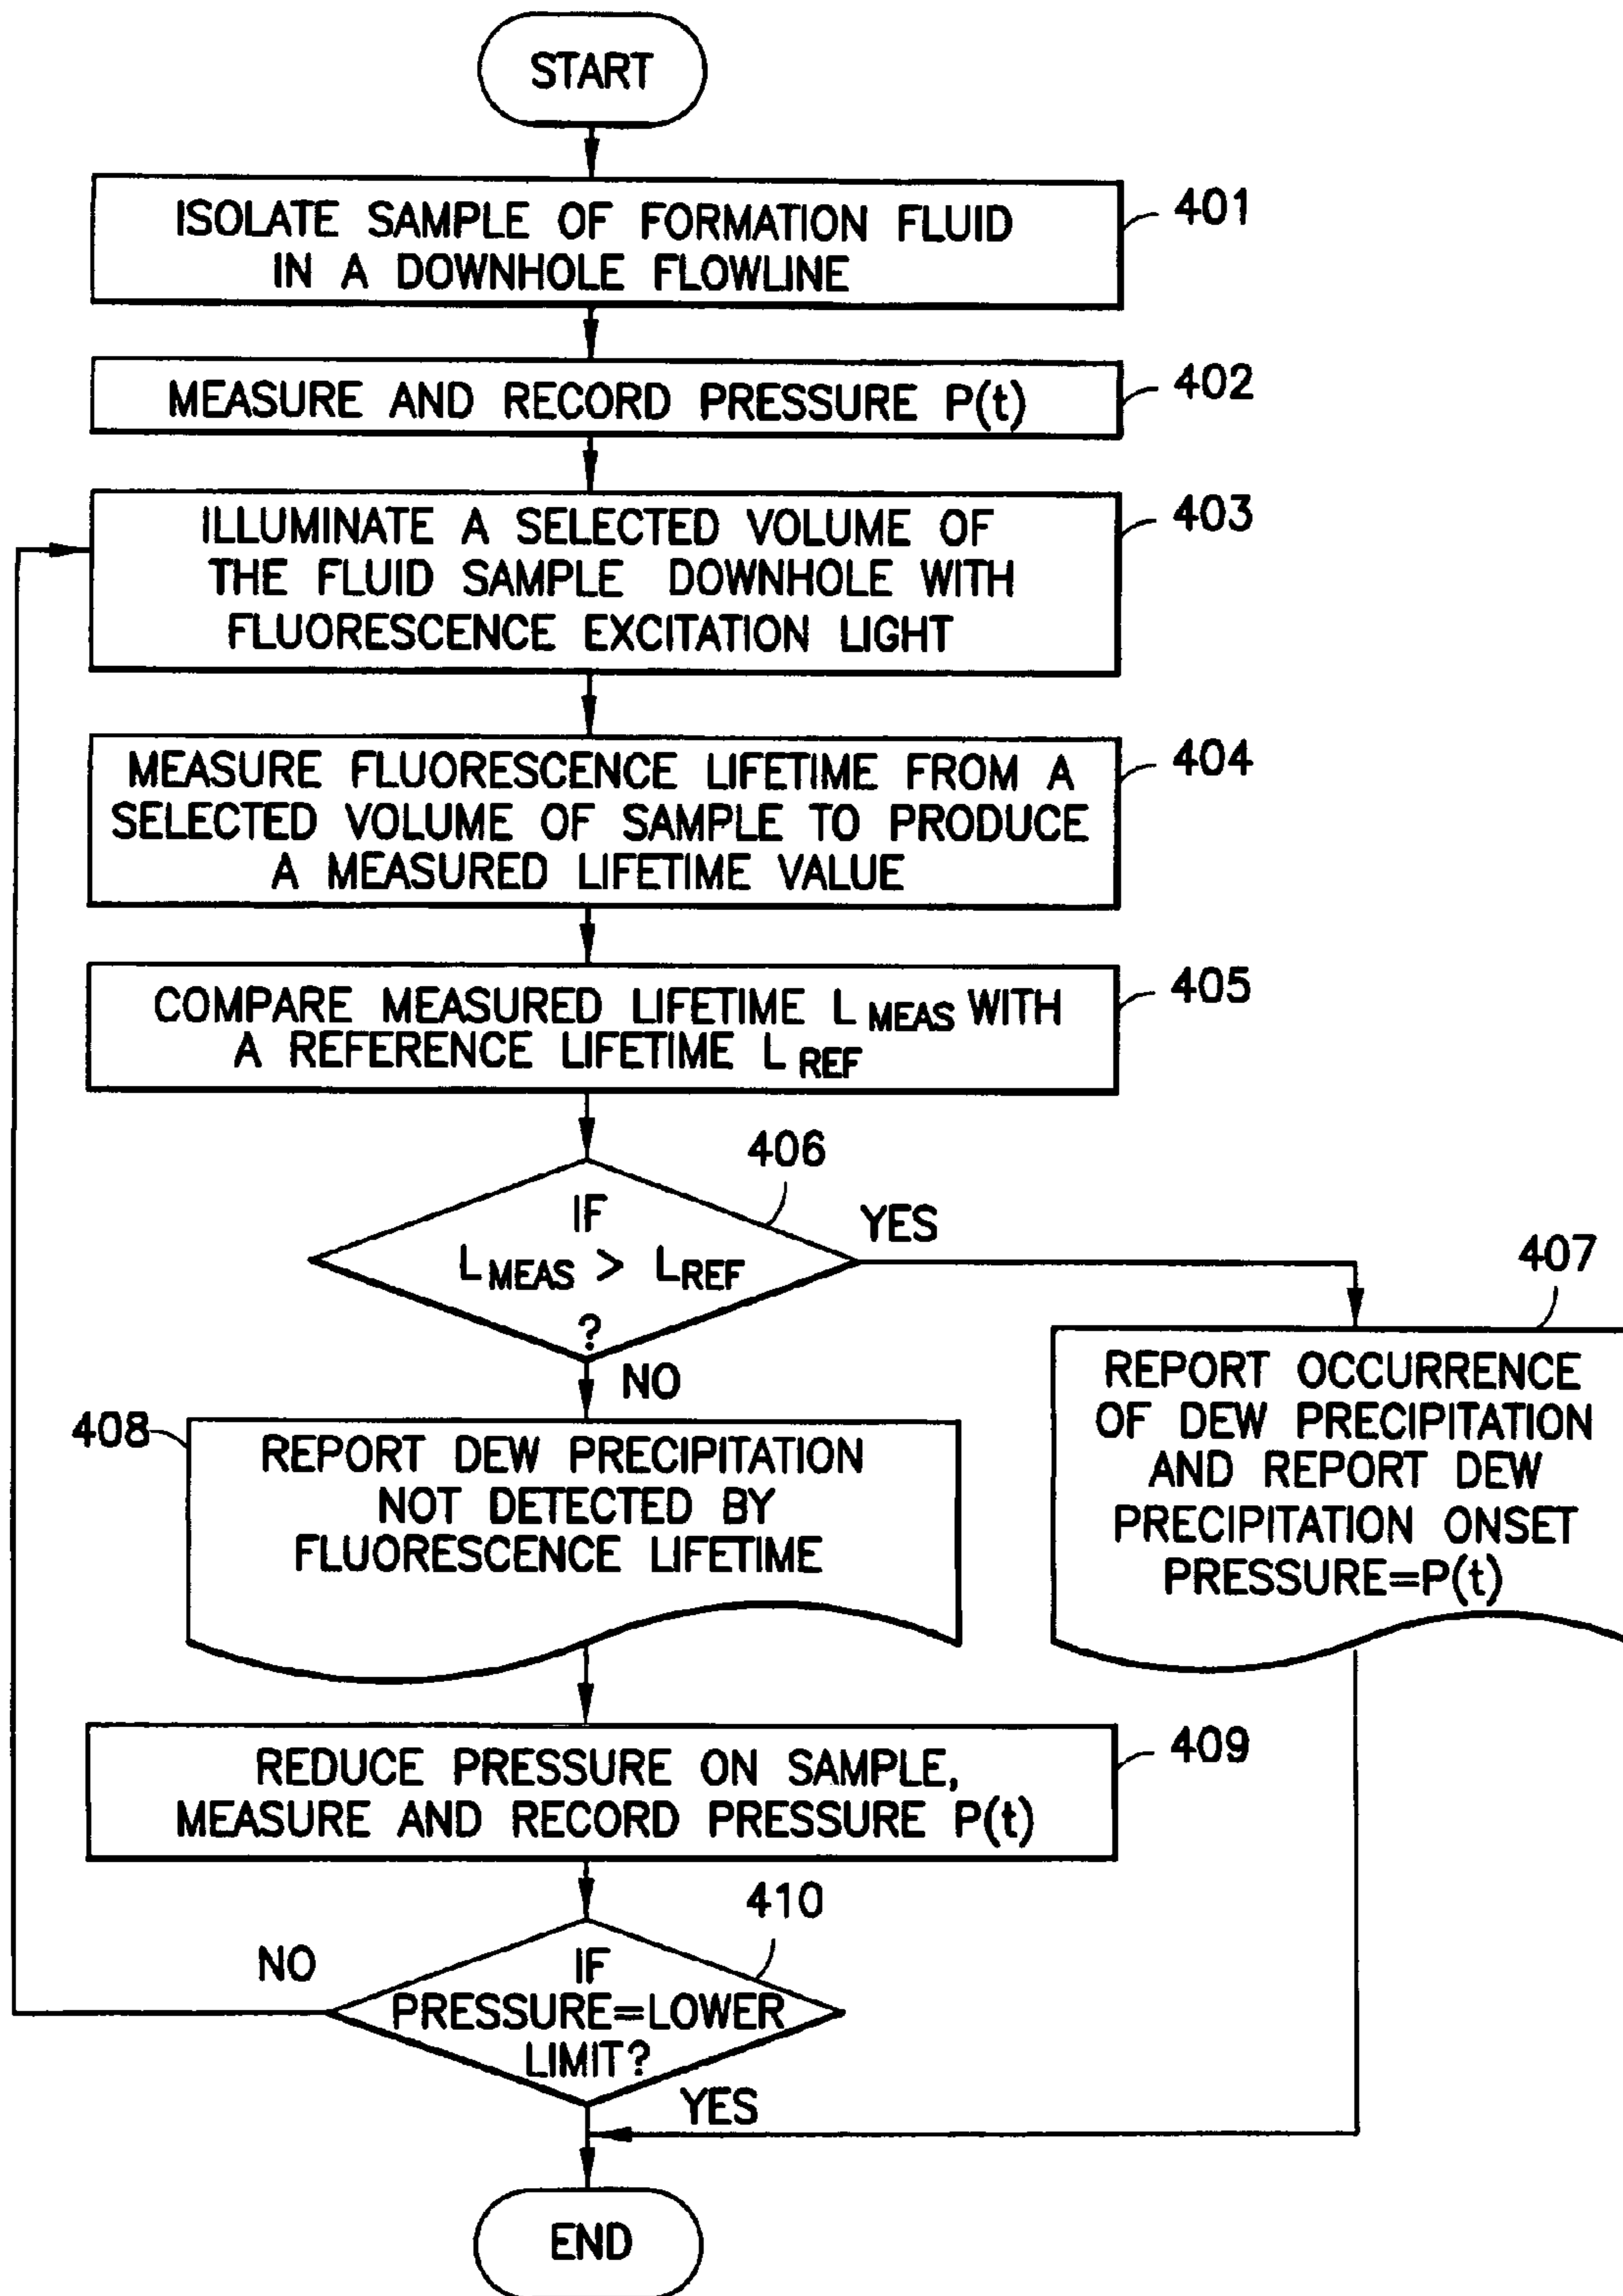 START
ISOLATE SAMPLE OF FORMATION FLUID
IN A DOWNHOLE FLOWLINE
401
MEASURE AND RECORD PRESSURE P(t)
402
ILLUMINATE A SELECTED VOLUME OF
THE FLUID SAMPLE DOWNHOLE WITH
FLUORESCENCE EXCITATION LIGHT
403
MEASURE FLUORESCENCE LIFETIME FROM A
SELECTED VOLUME OF SAMPLE TO PRODUCE
A MEASURED LIFETIME VALUE
404
COMPARE MEASURED LIFETIME L MEAS WITH
A REFERENCE LIFETIME L REF
405
406
IF
L MEAS > L REF
?
YES
NO
407
REPORT OCCURRENCE
OF DEW PRECIPITATION
AND REPORT DEW
PRECIPITATION ONSET
PRESSURE=P(t)
408
REPORT DEW PRECIPITATION
NOT DETECTED BY
FLUORESCENCE LIFETIME
REDUCE PRESSURE ON SAMPLE,
MEASURE AND RECORD PRESSURE P(t)
409
410
NO
IF
PRESSURE=LOWER
LIMIT?
YES
END